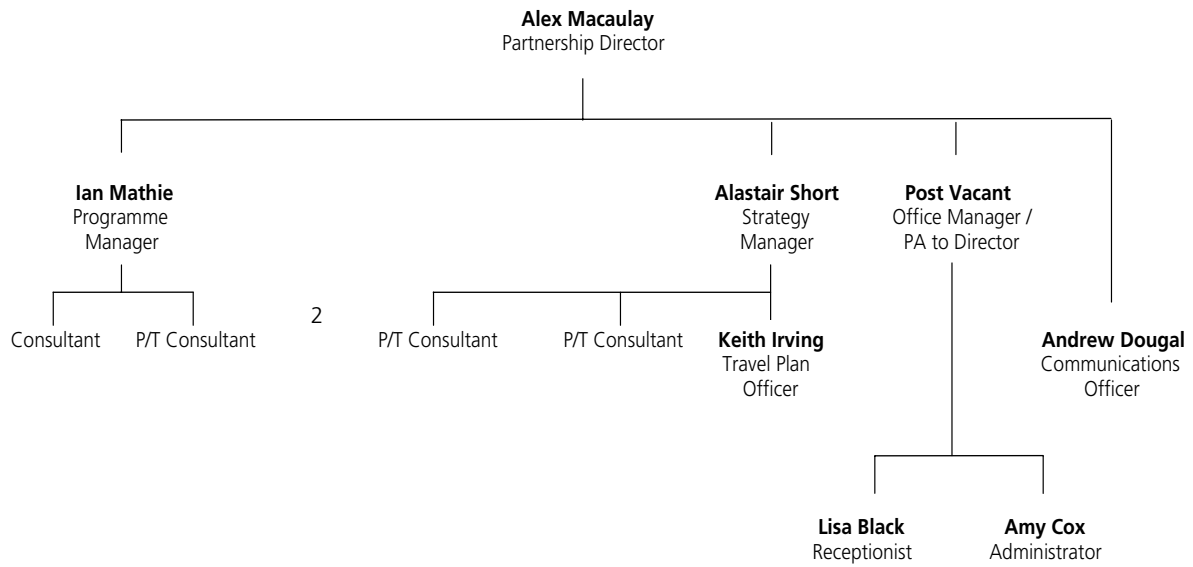 Alex Macaulay
Partnership Director
Ian Mathie
Programme
Manager
Alastair Short
Strategy
Manager
Post Vacant
Office Manager /
PA to Director
Consultant
P/T Consultant
2
P/T Consultant
P/T Consultant
Keith Irving
Travel Plan
Officer
Andrew Dougal
Communications
Officer
Lisa Black
Receptionist
Amy Cox
Administrator